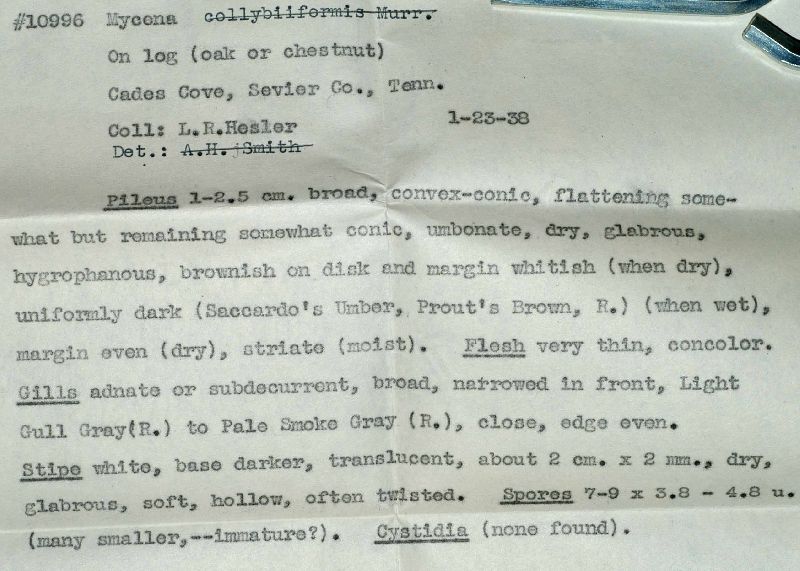 #10996 Mycena collybiiformis Murr.
On log (oak or chestnut)
Cades Cove, Sevier Co., Tenn.
Coll: L.R.Hesler 1-23-38
Det.: A.H. Smith
Pileus 1-2.5 cm. broad, convex-conic, flattening some-
what but remaining somewhat conic, umbonate, dry, glabrous,
hygrophanous, brownish on disk and margin whitish (when dry),
uniformly dark (Saccardo's Umber, Prout's Brown, R.) (when wet),
margin even (dry), striate (moist). Flesh very thin, concolor.
Gills adnate or subdecurrent, broad, narrowed in front, Light
Gull Gray(R.) to Pale Smoke Gray (R.), close, edge even.
Stipe white, base darker, translucent, about 2 cm. x 2 mm., dry,
glabrous, soft, hollow, often twisted. Spores 7-9 x 3.8 - 4.8 u.
(many smaller,--immature?). Cystidia (none found).